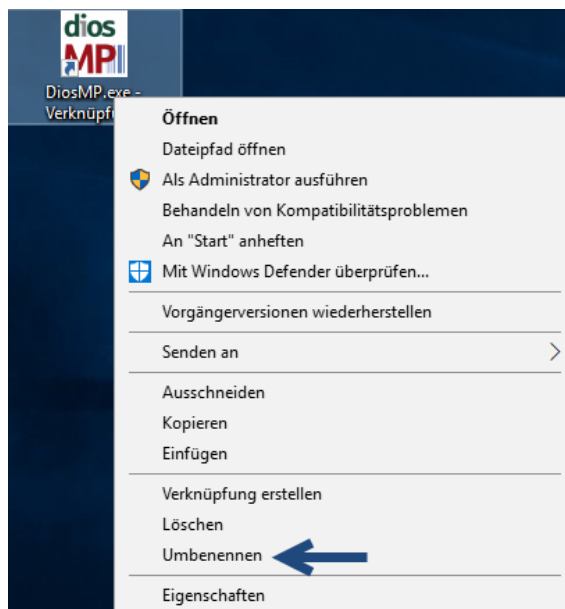 dios
MP
DiosMP.exe -
Verknüpf
Öffnen
Dateipfad öffnen
Als Administrator ausführen
Behandeln von Kompatibilitätsproblemen
An "Start" anheften
Mit Windows Defender überprüfen...
Vorgängerversionen wiederherstellen
Senden an
Ausschneiden
Kopieren
Einfügen
Verknüpfung erstellen
Löschen
Umbenennen
Eigenschaften